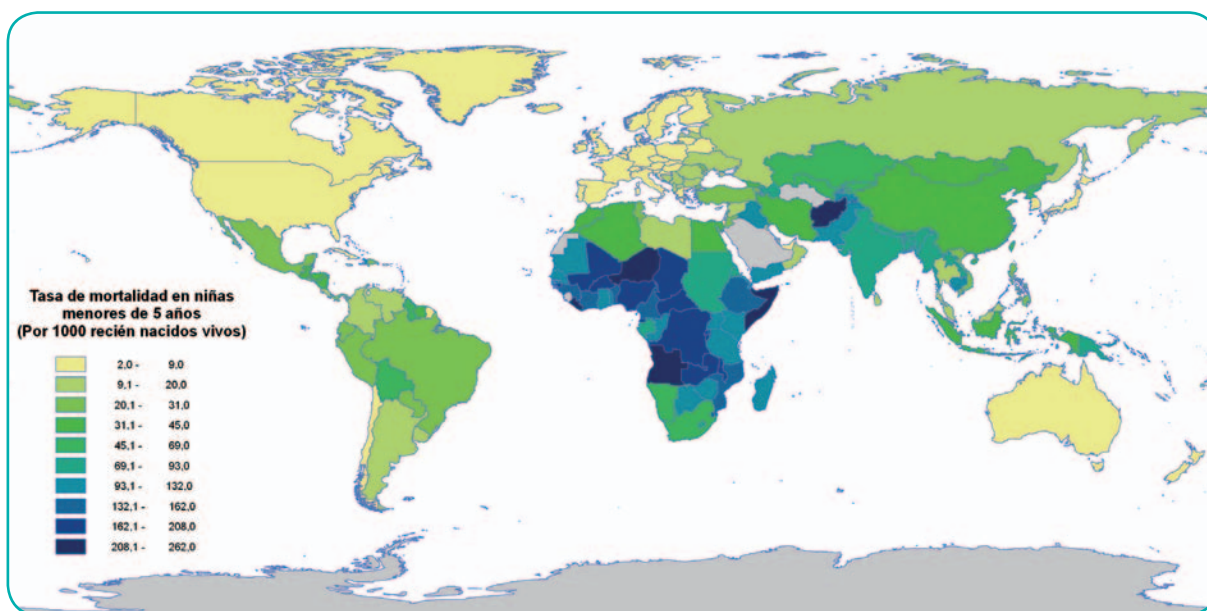 Tasa de mortalidad en niñas
menores de 5 años
(Por 1000 recién nacidos vivos)
2,0 - 9,0
9,1 - 20,0
20,1 - 31,0
31,1 - 45,0
45,1 - 69,0
69,1 - 93,0
93,1 - 132,0
132,1 - 162,0
162,1 - 208,0
208,1 - 262,0